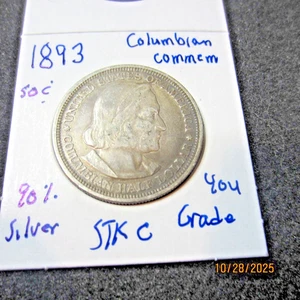 1893
Columbian
commem
50¢
90%
Silver
STK C
You
Grade
10/28/2025